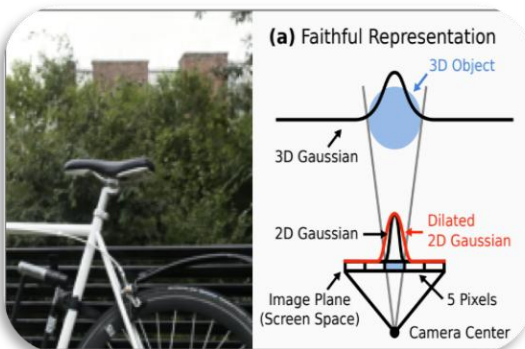 (a) Faithful Representation
3D Object
3D Gaussian
2D Gaussian
Dilated
2D Gaussian
Image Plane
(Screen Space)
5 Pixels
Camera Center